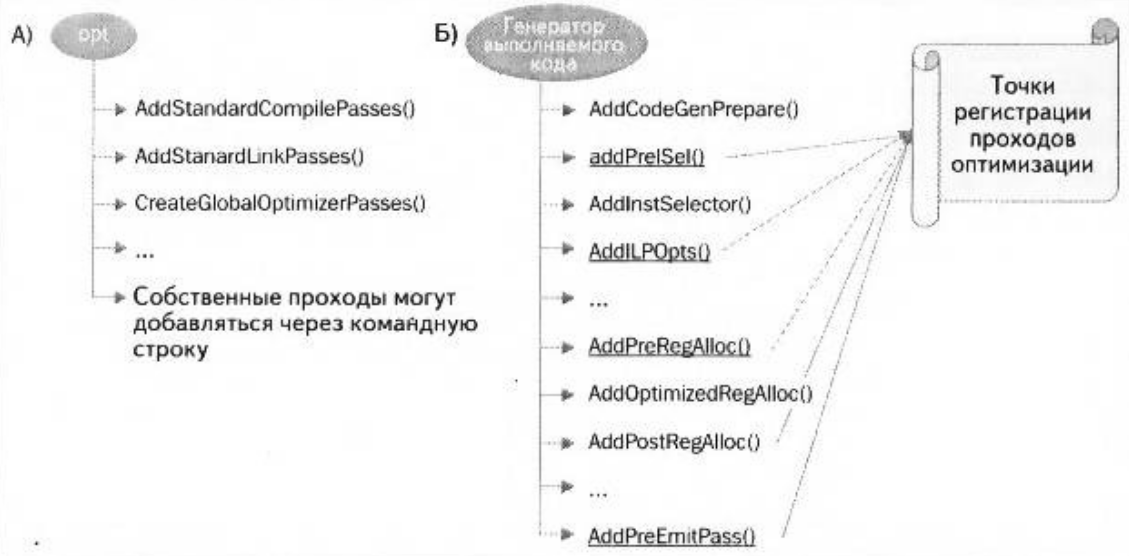 А)
opt
AddStandardCompilePasses()
AddStanardLinkPasses()
CreateGlobalOptimizerPasses()
...
Собственные проходы могут
добавляться через командную
строку
Б)
Генератор
выполняемого
кода
AddCodeGenPrepare()
addPreISel()
AddInstSelector()
AddILPOpts()
...
AddPreRegAlloc()
AddOptimizedRegAlloc()
AddPostRegAlloc()
...
AddPreEmitPass()
Точки
регистрации
проходов
оптимизации